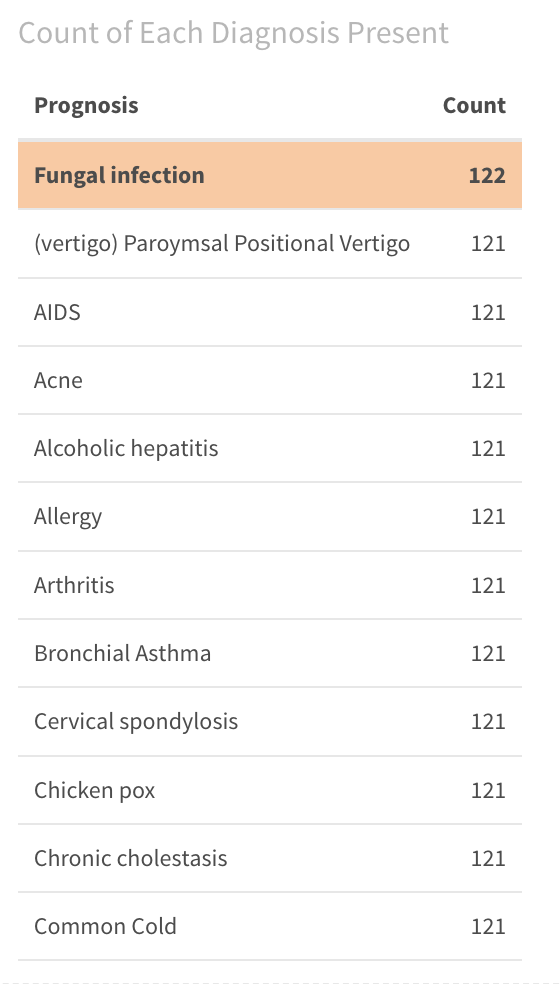 Count of Each Diagnosis Present
Prognosis Count
Fungal infection 122
(vertigo) Paroymsal Positional Vertigo 121
AIDS 121
Acne 121
Alcoholic hepatitis 121
Allergy 121
Arthritis 121
Bronchial Asthma 121
Cervical spondylosis 121
Chicken pox 121
Chronic cholestasis 121
Common Cold 121